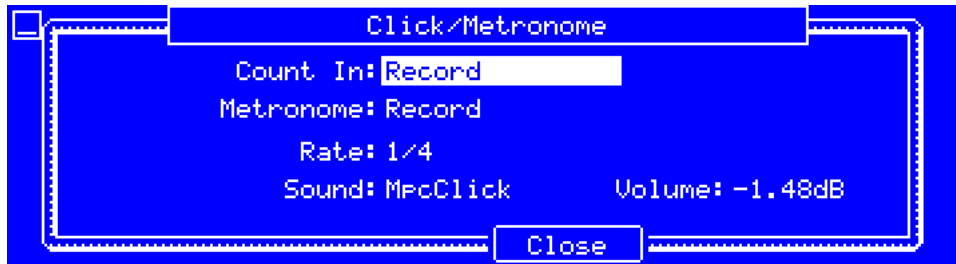 Click/Metronome
Count In:Record
Metronome:Record
Rate:1/4
Sound:MpcClick Volume:-1.48dB
Close